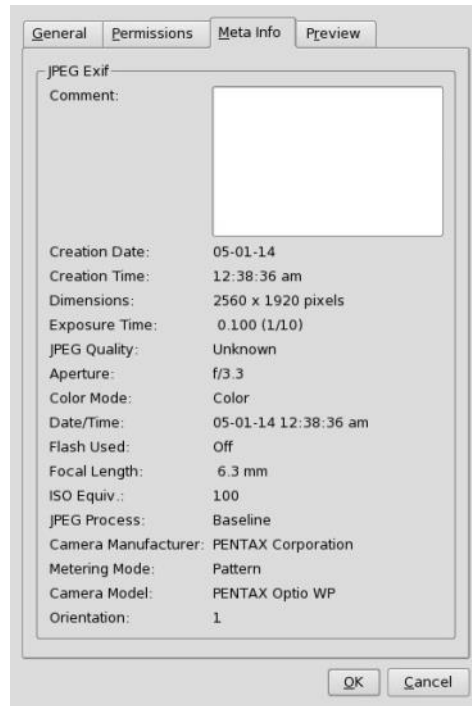 General Permissions Meta Info Preview
JPEG Exif
Comment:
Creation Date: 05-01-14
Creation Time: 12:38:36 am
Dimensions: 2560 x 1920 pixels
Exposure Time: 0.100 (1/10)
JPEG Quality: Unknown
Aperture: f/3.3
Color Mode: Color
Date/Time: 05-01-14 12:38:36 am
Flash Used: Off
Focal Length: 6.3 mm
ISO Equiv.: 100
JPEG Process: Baseline
Camera Manufacturer: PENTAX Corporation
Metering Mode: Pattern
Camera Model: PENTAX Optio WP
Orientation: 1
OK Cancel